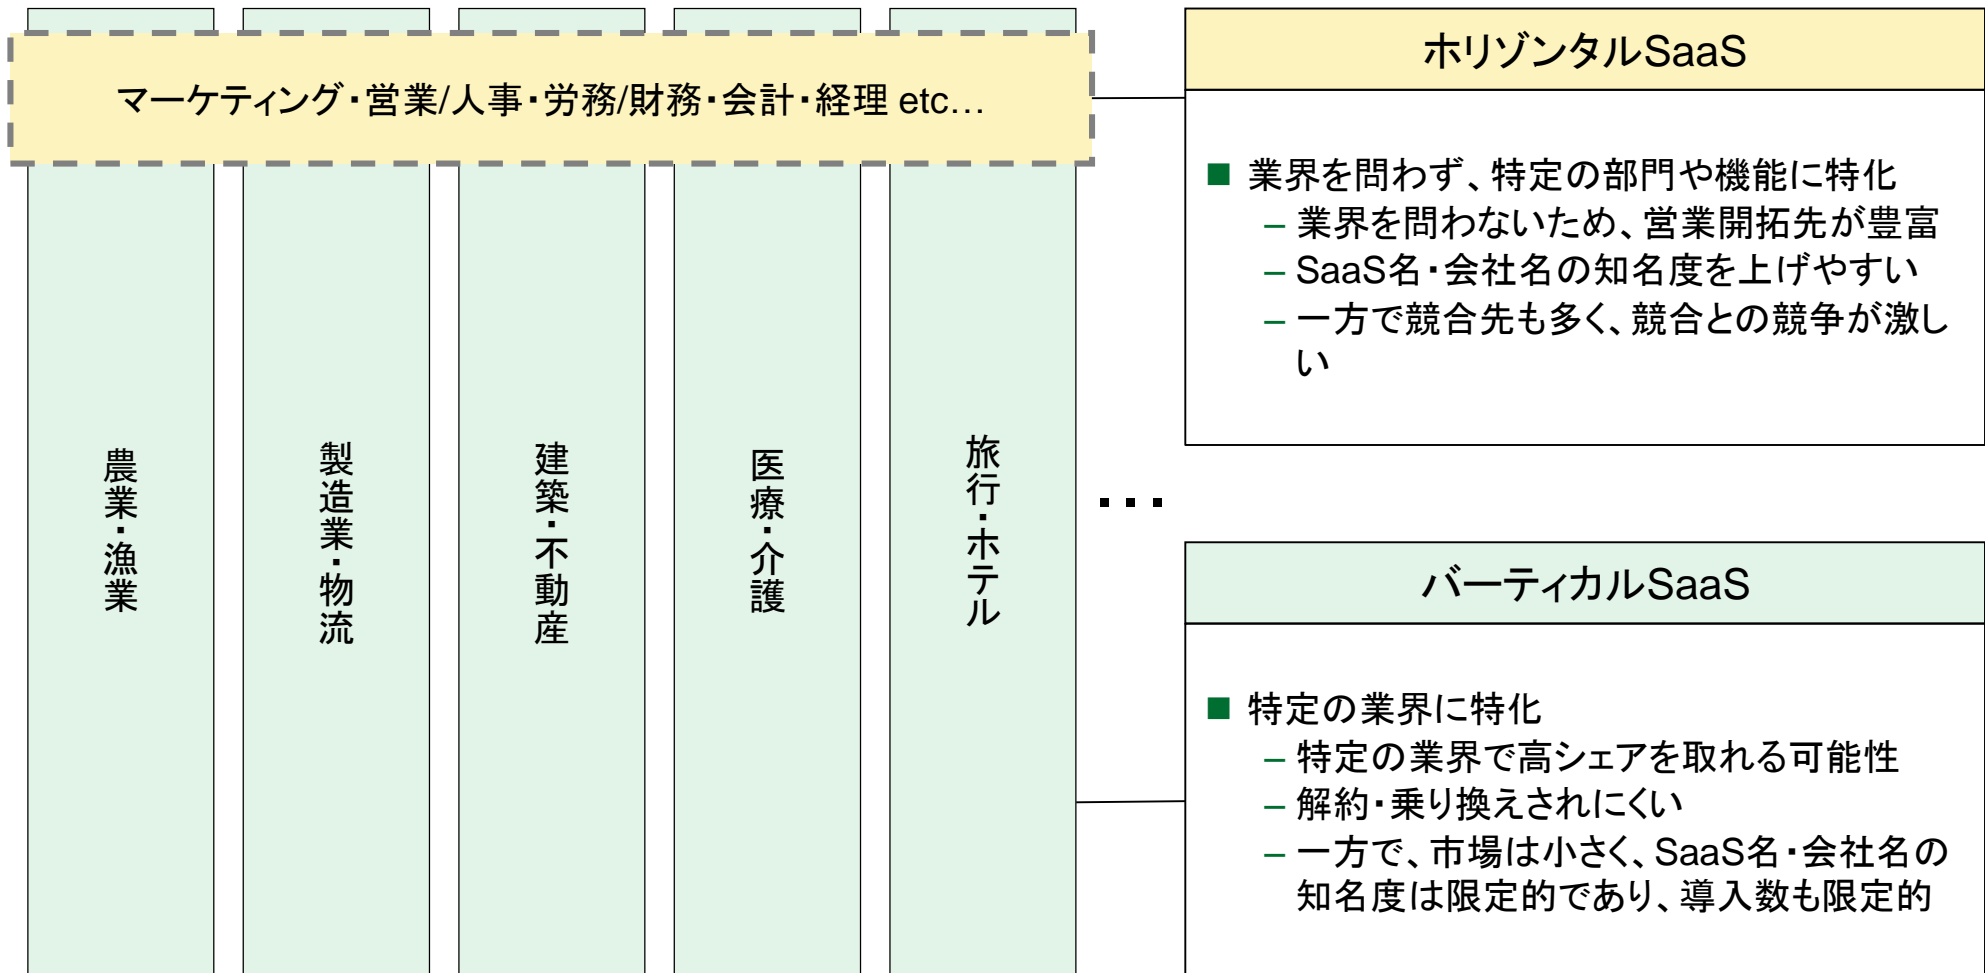 マーケティング・営業/人事・労務/財務・会計・経理 etc…
農業・漁業
製造業・物流
建築・不動産
医療・介護
旅行・ホテル
…
ホリゾンタルSaaS
■ 業界を問わず、特定の部門や機能に特化
– 業界を問わないため、営業開拓先が豊富
– SaaS名・会社名の知名度を上げやすい
– 一方で競合先も多く、競合との競争が激し
い
バーティカルSaaS
■ 特定の業界に特化
– 特定の業界で高シェアを取れる可能性
– 解約・乗り換えされにくい
– 一方で、市場は小さく、SaaS名・会社名の
知名度は限定的であり、導入数も限定的